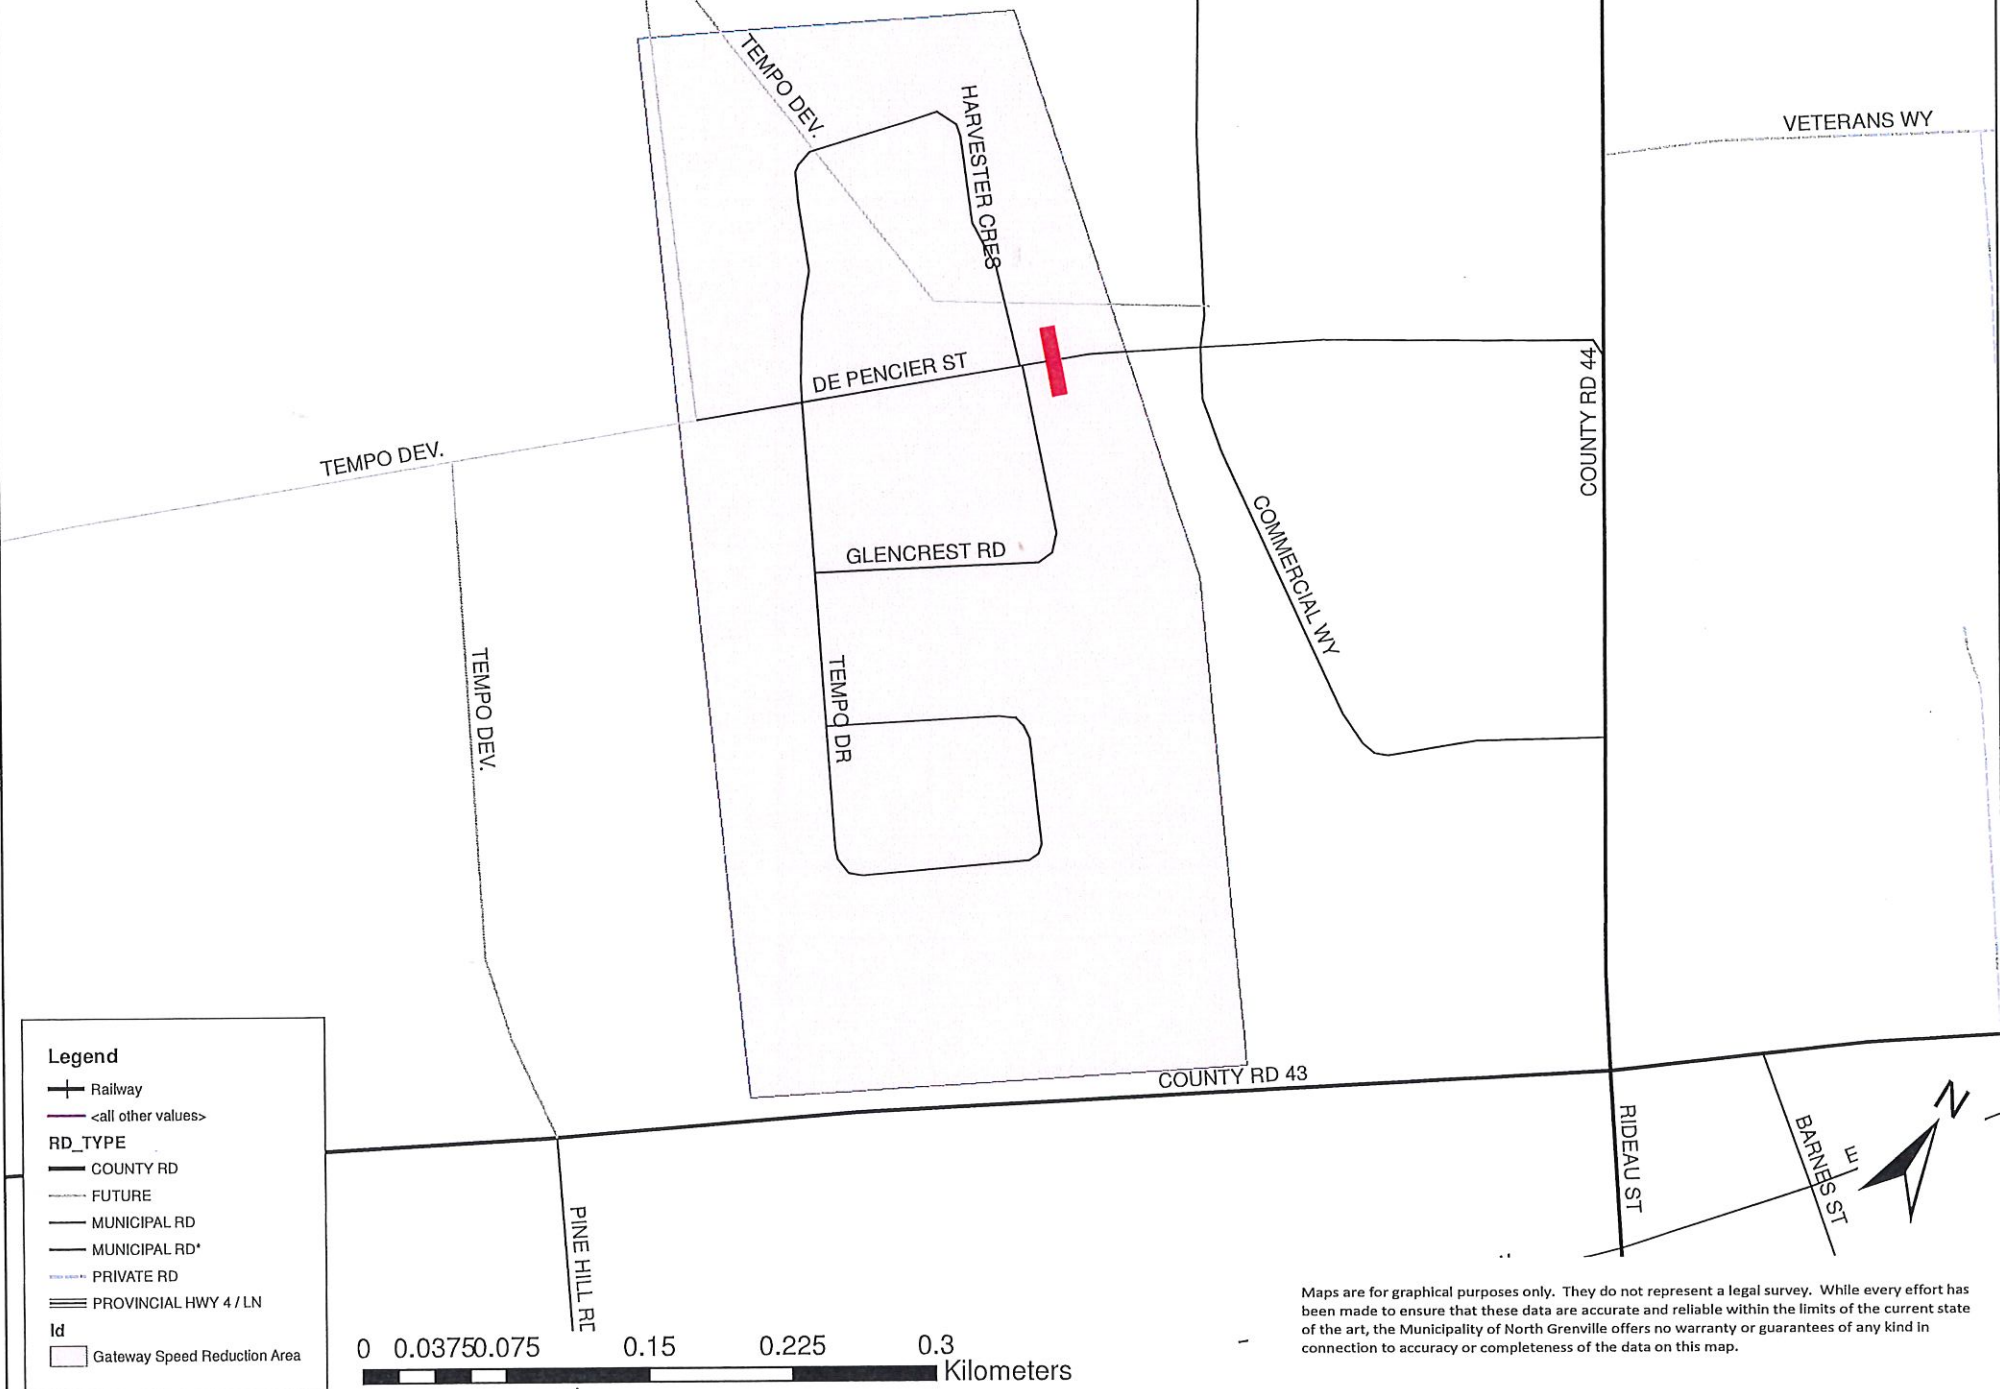 TEMPO DEV.
HARVESTER CRES
VETERANS WY
DE PENCIER ST
COUNTY RD 44
TEMPO DEV.
COMMERCIAL WY
GLENCREST RD
TEMPO DEV.
TEMPO DR
COUNTY RD 43
N
RIDEAU ST
BARNES ST
E
PINE HILL RD
Legend
Railway
<all other values>
RD_TYPE
COUNTY RD
FUTURE
MUNICIPAL RD
MUNICIPAL RD*
PRIVATE RD
PROVINCIAL HWY 4 / LN
Id
Gateway Speed Reduction Area
0 0.0375 0.075 0.15 0.225 0.3
Kilometers
Maps are for graphical purposes only. They do not represent a legal survey. While every effort has
been made to ensure that these data are accurate and reliable within the limits of the current state
of the art, the Municipality of North Grenville offers no warranty or guarantees of any kind in
connection to accuracy or completeness of the data on this map.